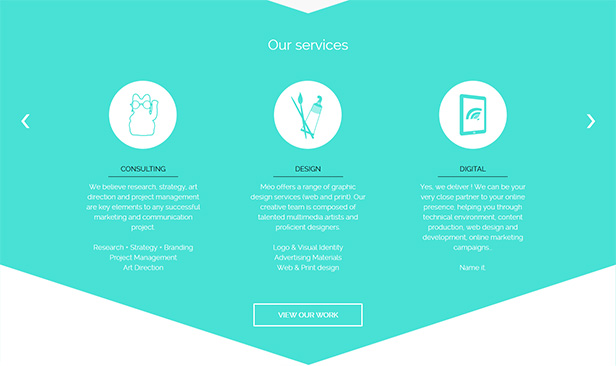 Our services
CONSULTING
We believe research, strategy, art
direction and project management
are key elements to any successful
marketing and communication
project
Research • Strategy • Branding
Project Management
Art Direction
DESIGN
Méo offers a range of graphic
design services (web and print). Our
creative team is composed of
talented multimedia artists and
proficient designers.
Logo & Visual Identity
Advertising Materials
Web & Print design
DIGITAL
Yes, we deliver ! We can be your
very close partner to your online
presence, helping you through
technical environment, content
production, web design and
development, online marketing
campaigns...
Name it.
VIEW OUR WORK